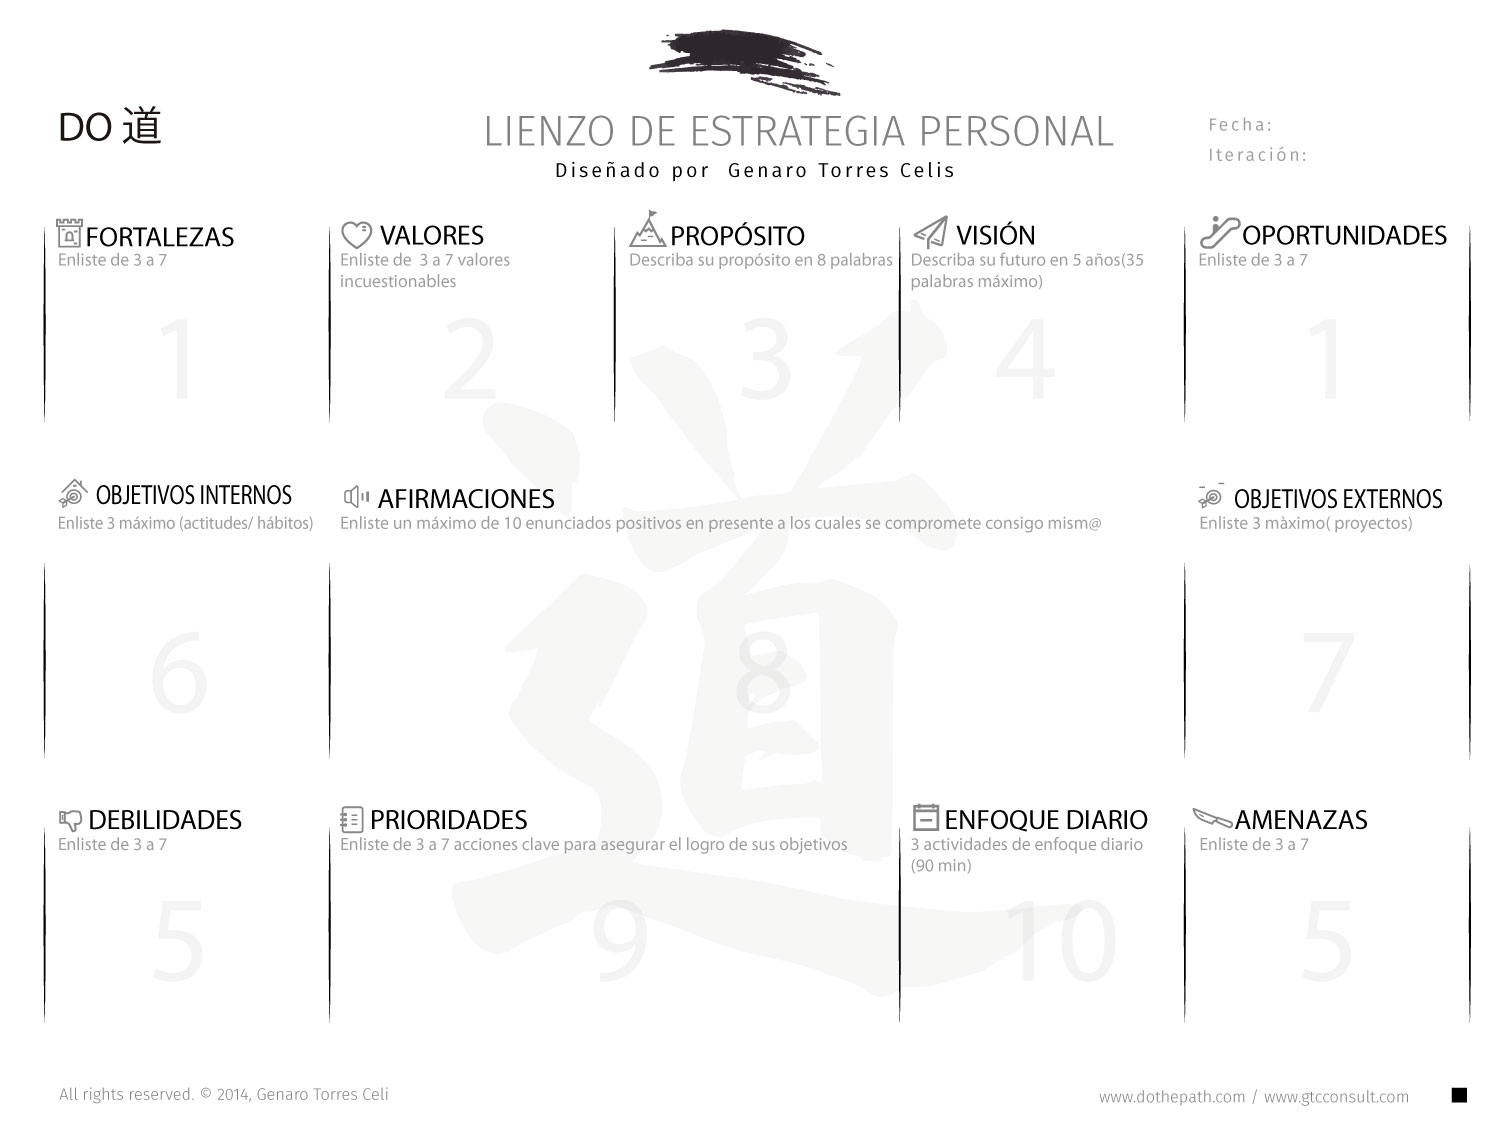 DO 道
LIENZO DE ESTRATEGIA PERSONAL
Diseñado por Genaro Torres Celis
Fecha:
Iteración:
FORTALEZAS
Enliste de 3 a 7
1
VALORES
Enliste de 3 a 7 valores
incuestionables
2
PROPÓSITO
Describa su propósito en 8 palabras
3
VISIÓN
Describa su futuro en 5 años(35
palabras máximo)
4
OPORTUNIDADES
Enliste de 3 a 7
1
OBJETIVOS INTERNOS
Enliste 3 máximo (actitudes/ hábitos)
6
AFIRMACIONES
Enliste un máximo de 10 enunciados positivos en presente a los cuales se compromete consigo mism@
8
OBJETIVOS EXTERNOS
Enliste 3 màximo( proyectos)
7
DEBILIDADES
Enliste de 3 a 7
5
PRIORIDADES
Enliste de 3 a 7 acciones clave para asegurar el logro de sus objetivos
9
ENFOQUE DIARIO
3 actividades de enfoque diario
(90 min)
10
AMENAZAS
Enliste de 3 a 7
5
道
All rights reserved. © 2014, Genaro Torres Celi
www.dothepath.com / www.gtcconsult.com